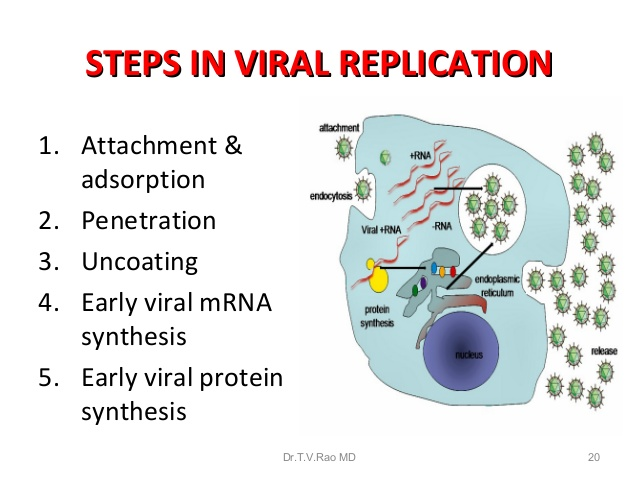 STEPS IN VIRAL REPLICATION
1. Attachment &
adsorption
2. Penetration
3. Uncoating
4. Early viral mRNA
synthesis
5. Early viral protein
synthesis
attachment
+RNA
endocytosis
Viral +RNA
-RNA
endoplasmic
reticulum
protein
synthesis
nucleus
release
Dr.T.V.Rao MD
20